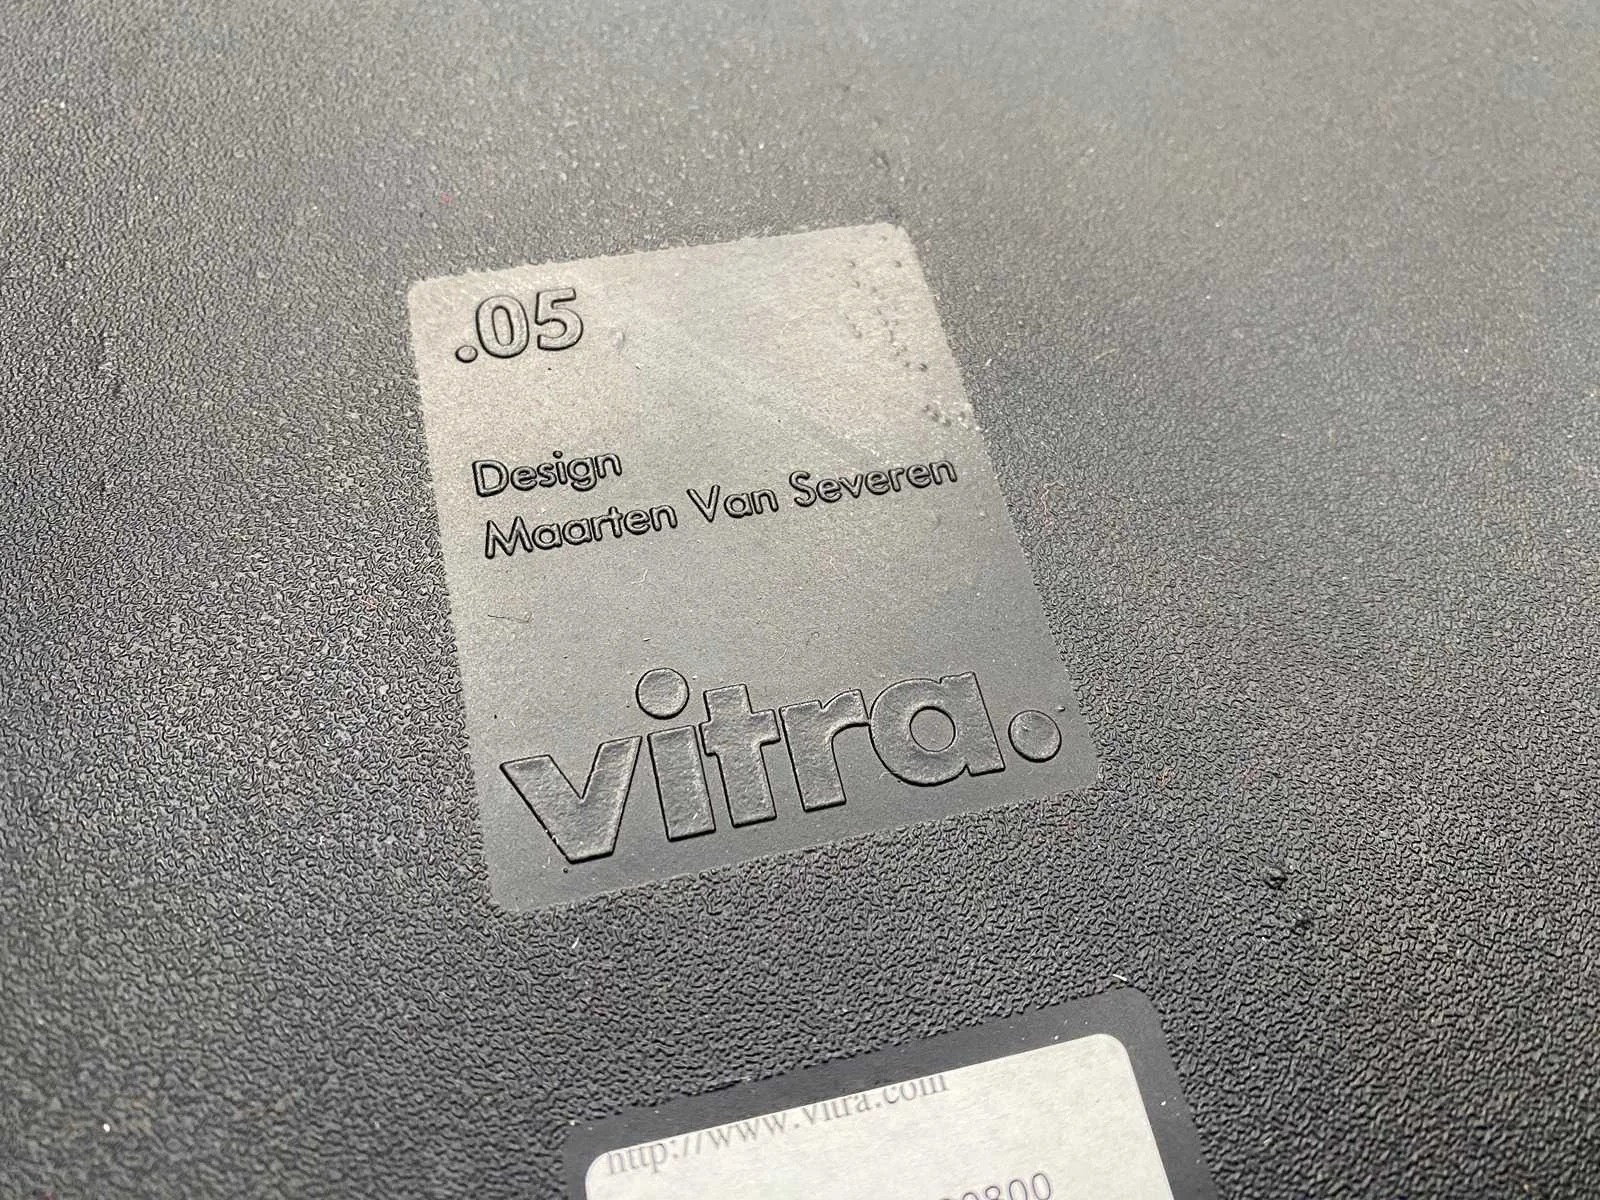 .05
Design
Maarten Van Severen
vitra.
http://www.vitra.com